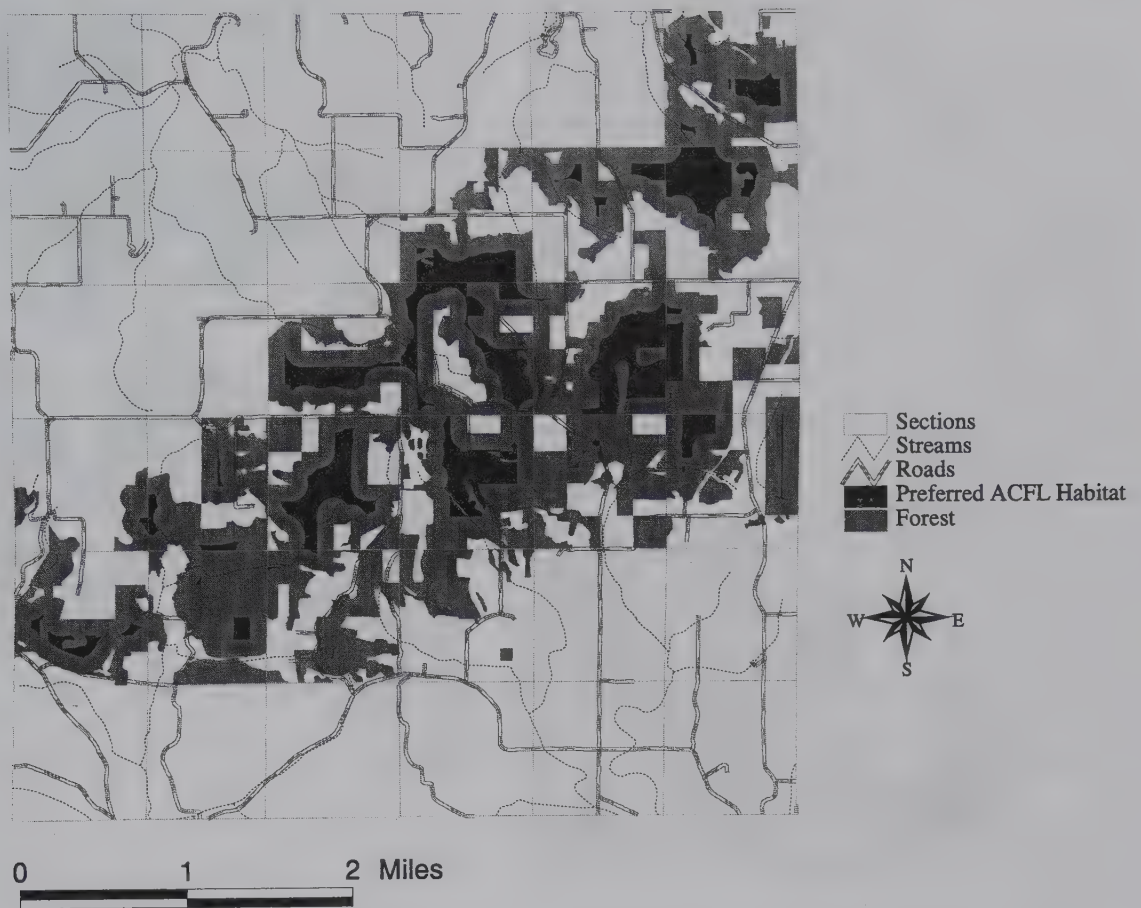 Sections
Streams
Roads
Preferred ACFL Habitat
Forest
N
W E
S
0 1 2 Miles